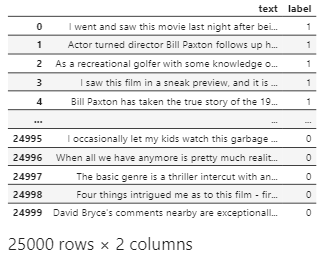 text label
0 I went and saw this movie last night after bei... 1
1 Actor turned director Bill Paxton follows up h... 1
2 As a recreational golfer with some knowledge o... 1
3 I saw this film in a sneak preview, and it is ... 1
4 Bill Paxton has taken the true story of the 19... 1
... ... ...
24995 I occasionally let my kids watch this garbage ... 0
24996 When all we have anymore is pretty much realit... 0
24997 The basic genre is a thriller intercut with an... 0
24998 Four things intrigued me as to this film - fir... 0
24999 David Bryce's comments nearby are exceptionall... 0
25000 rows × 2 columns